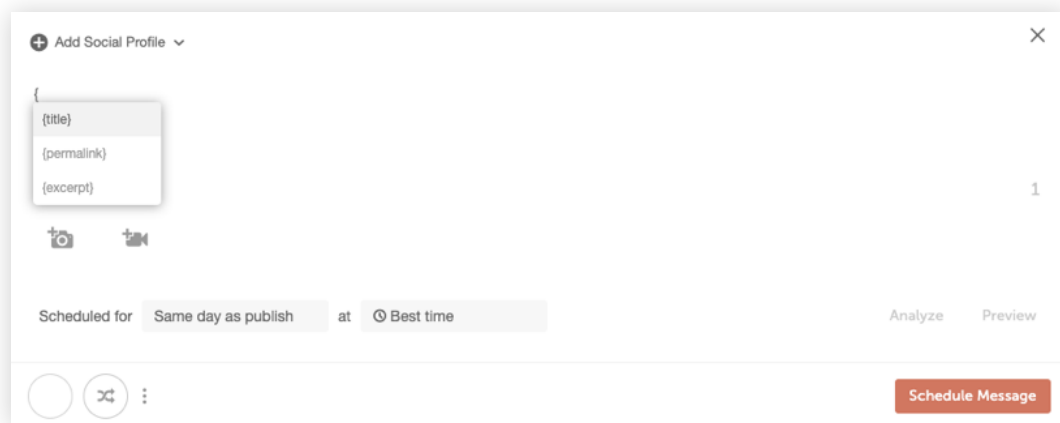 Add Social Profile
{
{title}
{permalink}
{excerpt}
1
Scheduled for Same day as publish at Best time
Analyze Preview
Schedule Message